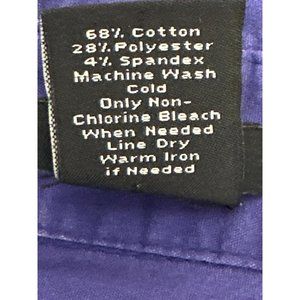 68% Cotton
28% Polyester
4% Spandex
Machine Wash
Cold
Only Non-
Chlorine Bleach
When Needed
Line Dry
Warm Iron
if Needed